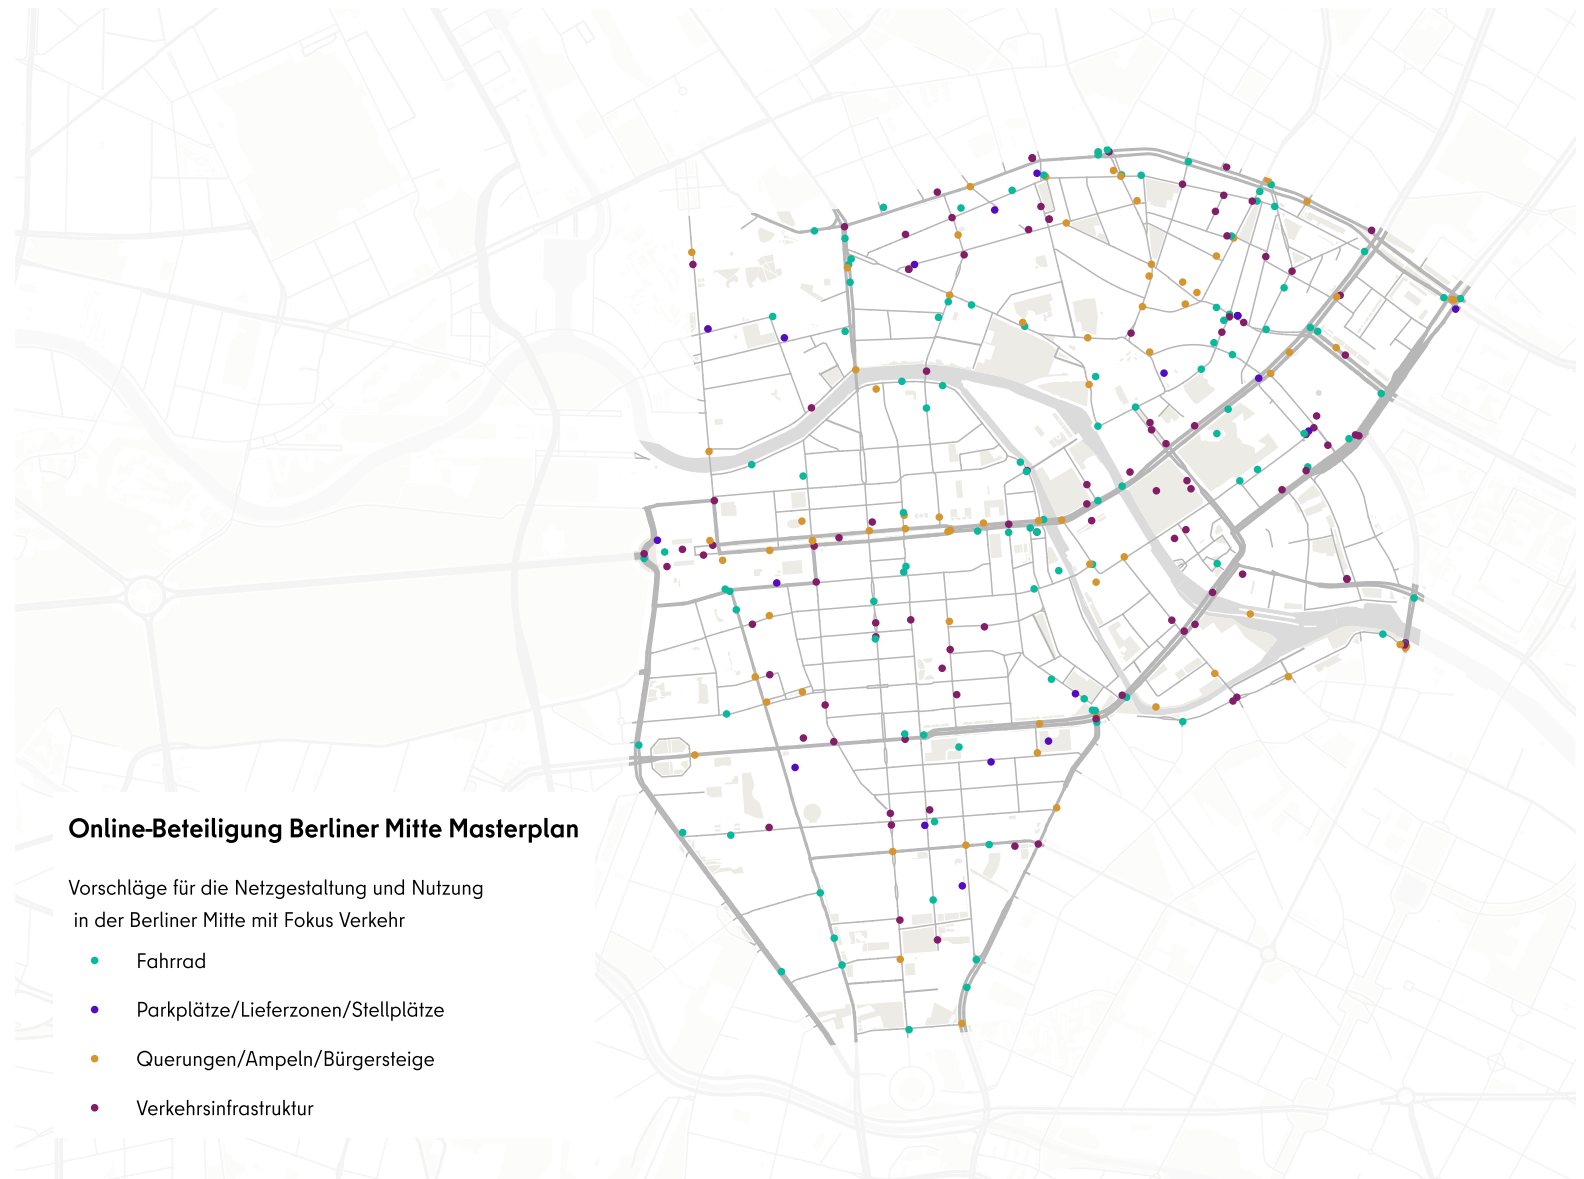 Online-Beteiligung Berliner Mitte Masterplan
Vorschläge für die Netzgestaltung und Nutzung
in der Berliner Mitte mit Fokus Verkehr
Fahrrad
Parkplätze/Lieferzonen/Stellplätze
Querungen/Ampeln/Bürgersteige
Verkehrsinfrastruktur